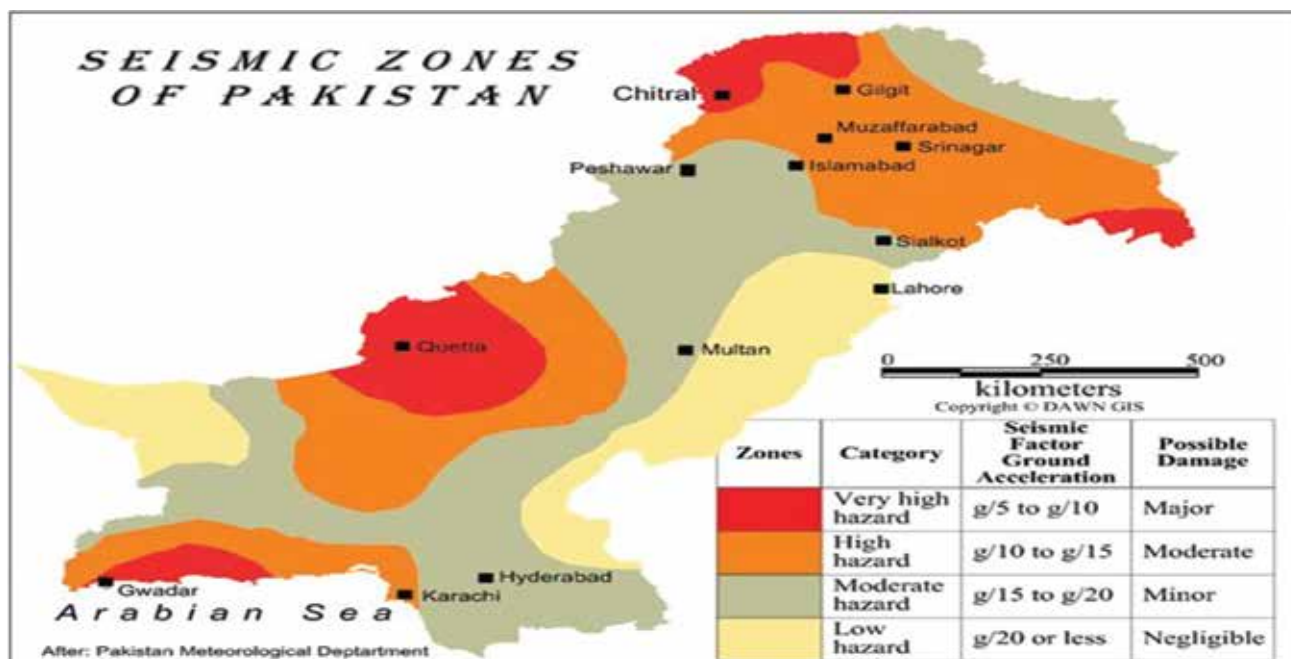 SEISMIC ZONES
OF PAKISTAN
Chitral
Gilgit
Muzaffarabad
Srinagar
Peshawar
Islamabad
Sialkot
Lahore
Quetta
Multan
0 250 500
kilometers
Copyright © DAWN GIS
Zones Category Seismic Factor Ground Acceleration Possible Damage
Very high hazard g/5 to g/10 Major
High hazard g/10 to g/15 Moderate
Moderate hazard g/15 to g/20 Minor
Low hazard g/20 or less Negligible
Hyderabad
Gwadar
Karachi
Arabian Sea
After: Pakistan Meteorological Deptartment